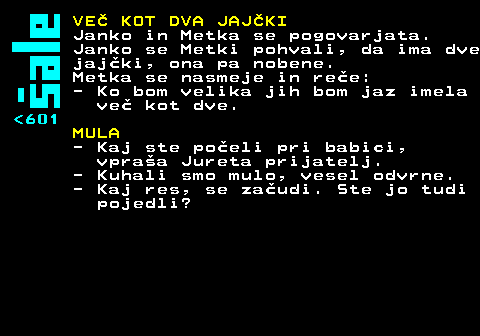 šale
<601
VEČ KOT DVA JAJČKI
Janko in Metka se pogovarjata.
Janko se Metki pohvali, da ima dve
jajčki, ona pa nobene.
Metka se nasmeje in reče:
- Ko bom velika jih bom jaz imela
več kot dve.
MULA
- Kaj ste počeli pri babici,
vpraša Jureta prijatelj.
- Kuhali smo mulo, vesel odvrne.
- Kaj res, se začudi. Ste jo tudi
pojedli?